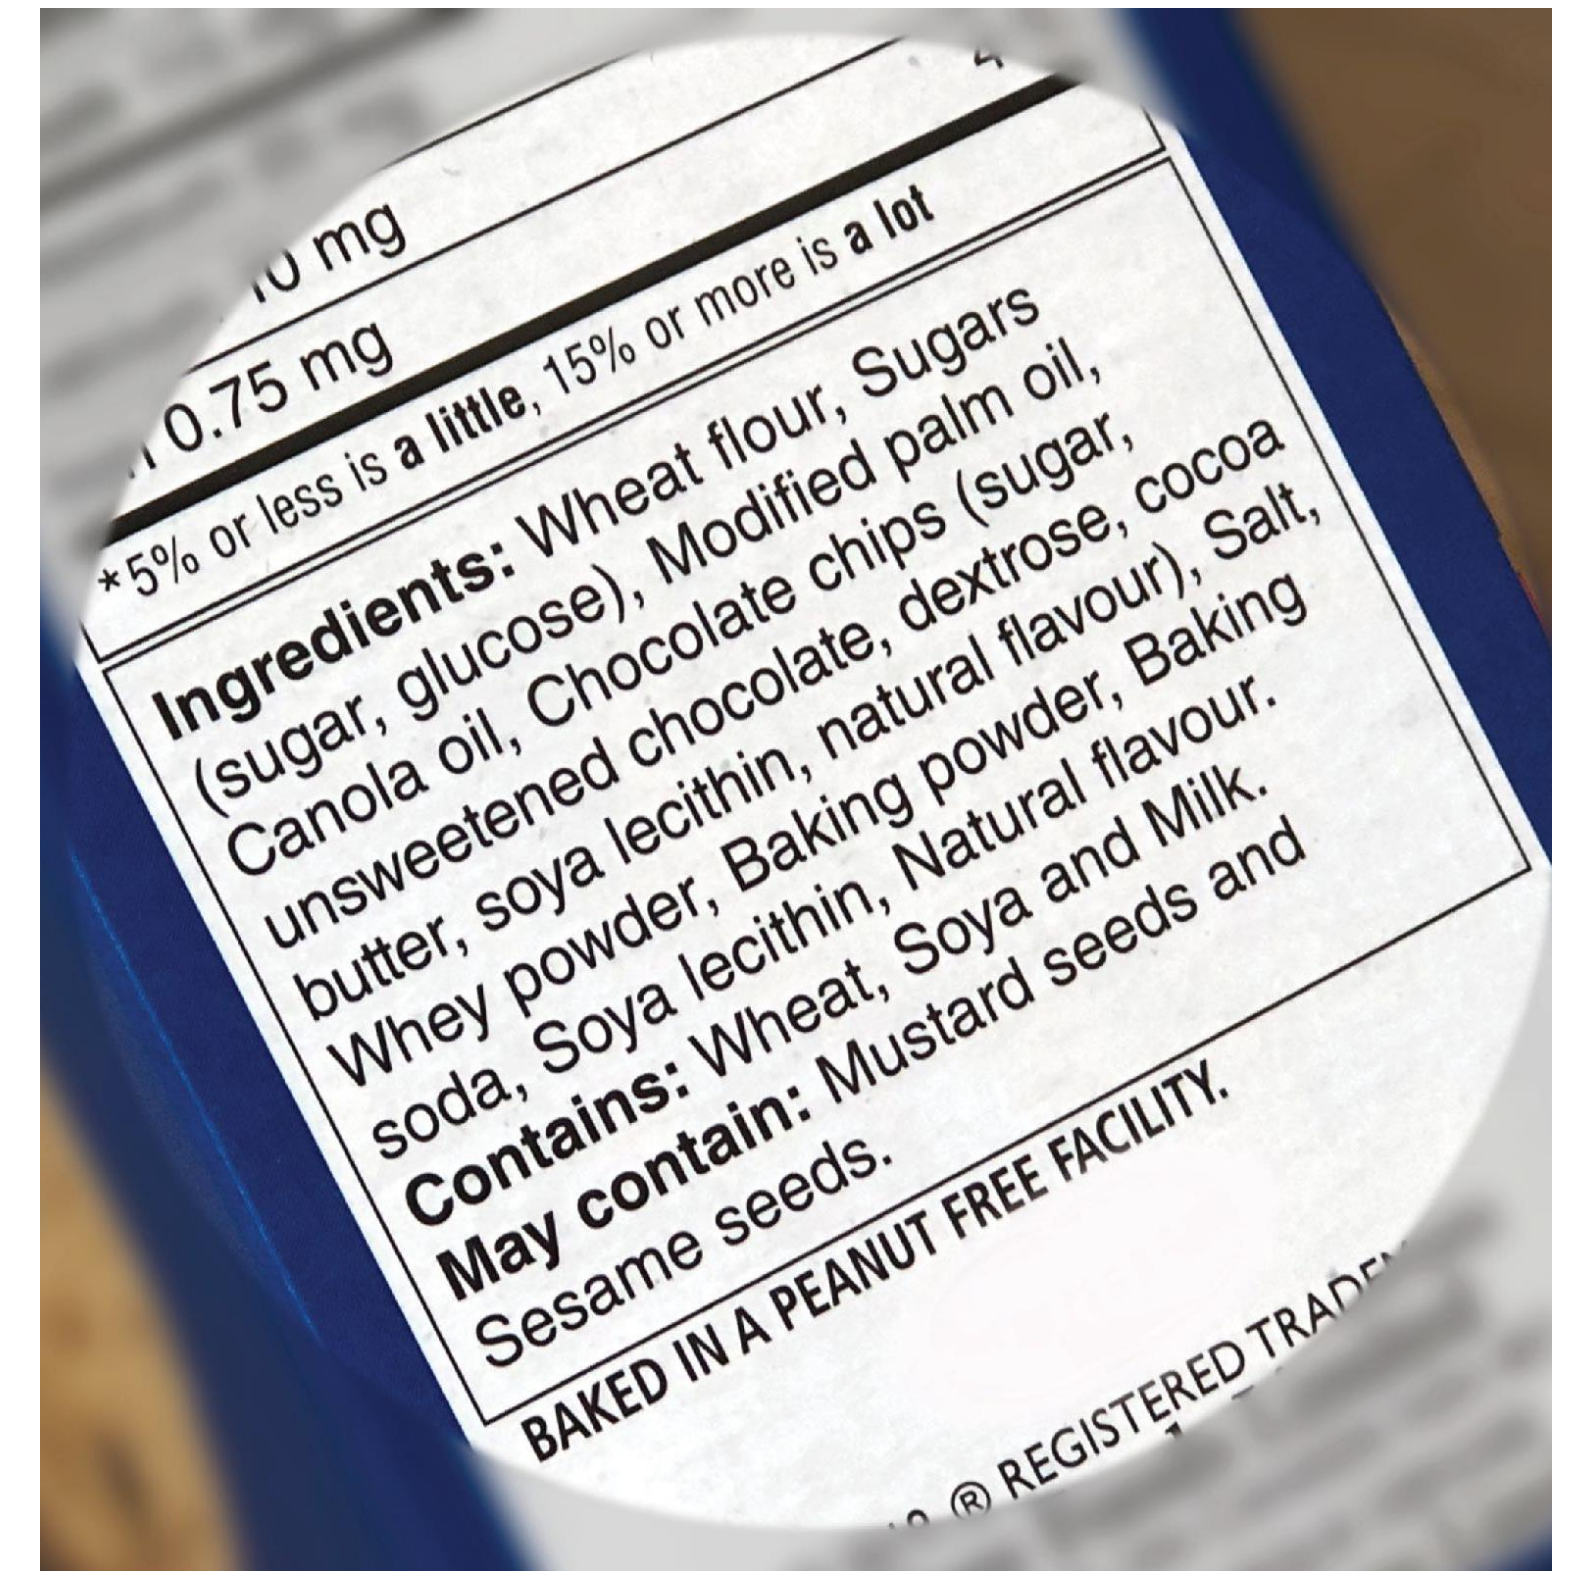 mg
0.75 mg
*5% or less is a little, 15% or more is a lot
Ingredients: Wheat flour, Sugars
(sugar, glucose), Modified palm oil,
Canola oil, Chocolate chips (sugar,
unsweetened chocolate, dextrose, cocoa
butter, soya lecithin, natural flavour), Salt,
Whey powder, Baking powder, Baking
soda, Soya lecithin, Natural flavour.
Contains: Wheat, Soya and Milk.
May contain: Mustard seeds and
Sesame seeds.
BAKED IN A PEANUT FREE FACILITY.
® REGISTERED